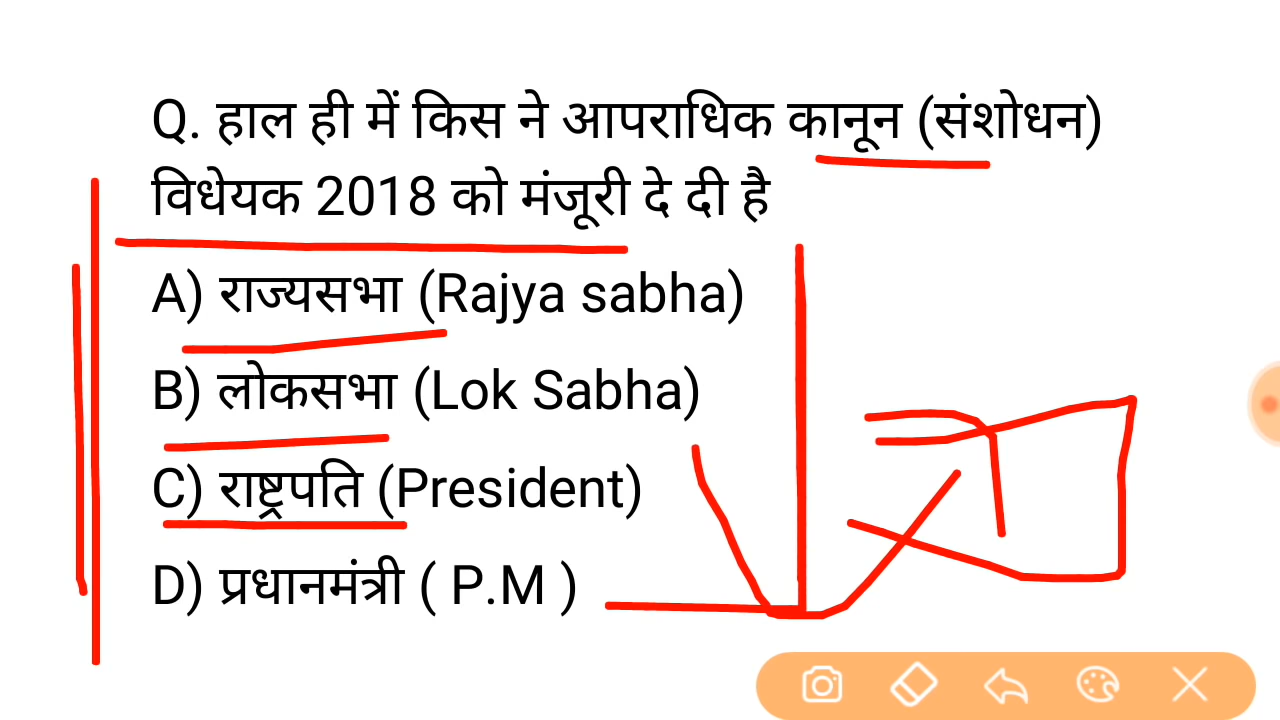 Q. हाल ही में किस ने आपराधिक कानून (संशोधन)
विधेयक 2018 को मंजूरी दे दी है
A) राज्यसभा (Rajya sabha)
B) लोकसभा (Lok Sabha)
C) राष्ट्रपति (President)
D) प्रधानमंत्री ( P.M )